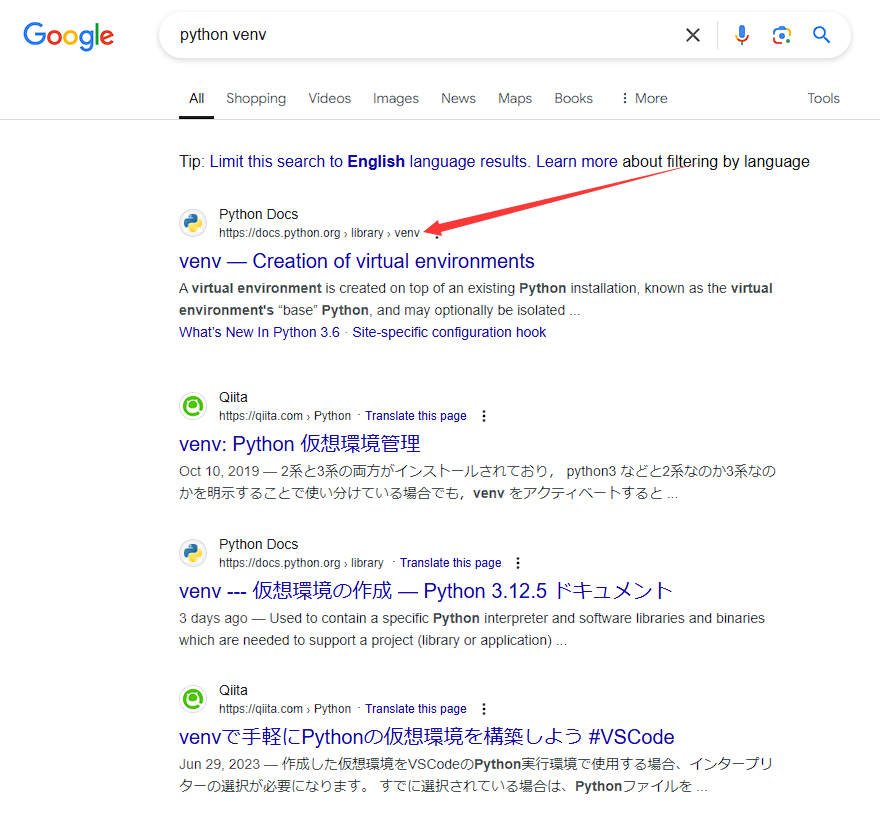 Google
python venv
All Shopping Videos Images News Maps Books More Tools
Tip: Limit this search to English language results. Learn more about filtering by language
Python Docs
https://docs.python.org › library › venv
venv — Creation of virtual environments
A virtual environment is created on top of an existing Python installation, known as the virtual
environment's “base” Python, and may optionally be isolated ...
What's New In Python 3.6 · Site-specific configuration hook
Qiita
https://qiita.com › Python · Translate this page
venv: Python 仮想環境管理
Oct 10, 2019 — 2系と3系の両方がインストールされており， python3 などと2系なのか3系なの
かを明示することで使い分けている場合でも，venv をアクティベートすると ...
Python Docs
https://docs.python.org › library · Translate this page
venv --- 仮想環境の作成 — Python 3.12.5 ドキュメント
3 days ago — Used to contain a specific Python interpreter and software libraries and binaries
which are needed to support a project (library or application) ...
Qiita
https://qiita.com › Python · Translate this page
venvで手軽にPythonの仮想環境を構築しよう #VSCode
Jun 29, 2023 — 作成した仮想環境をVSCodeのPython実行環境で使用する場合、インタープリ
ターの選択が必要になります。 すでに選択されている場合は、Pythonファイルを ...